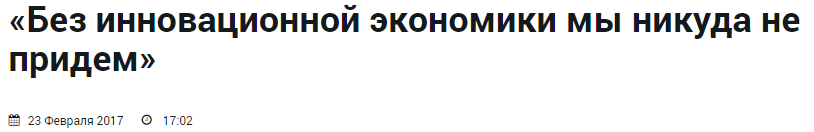 «Без инновационной экономики мы никуда не
придем»
23 Февраля 2017 17:02